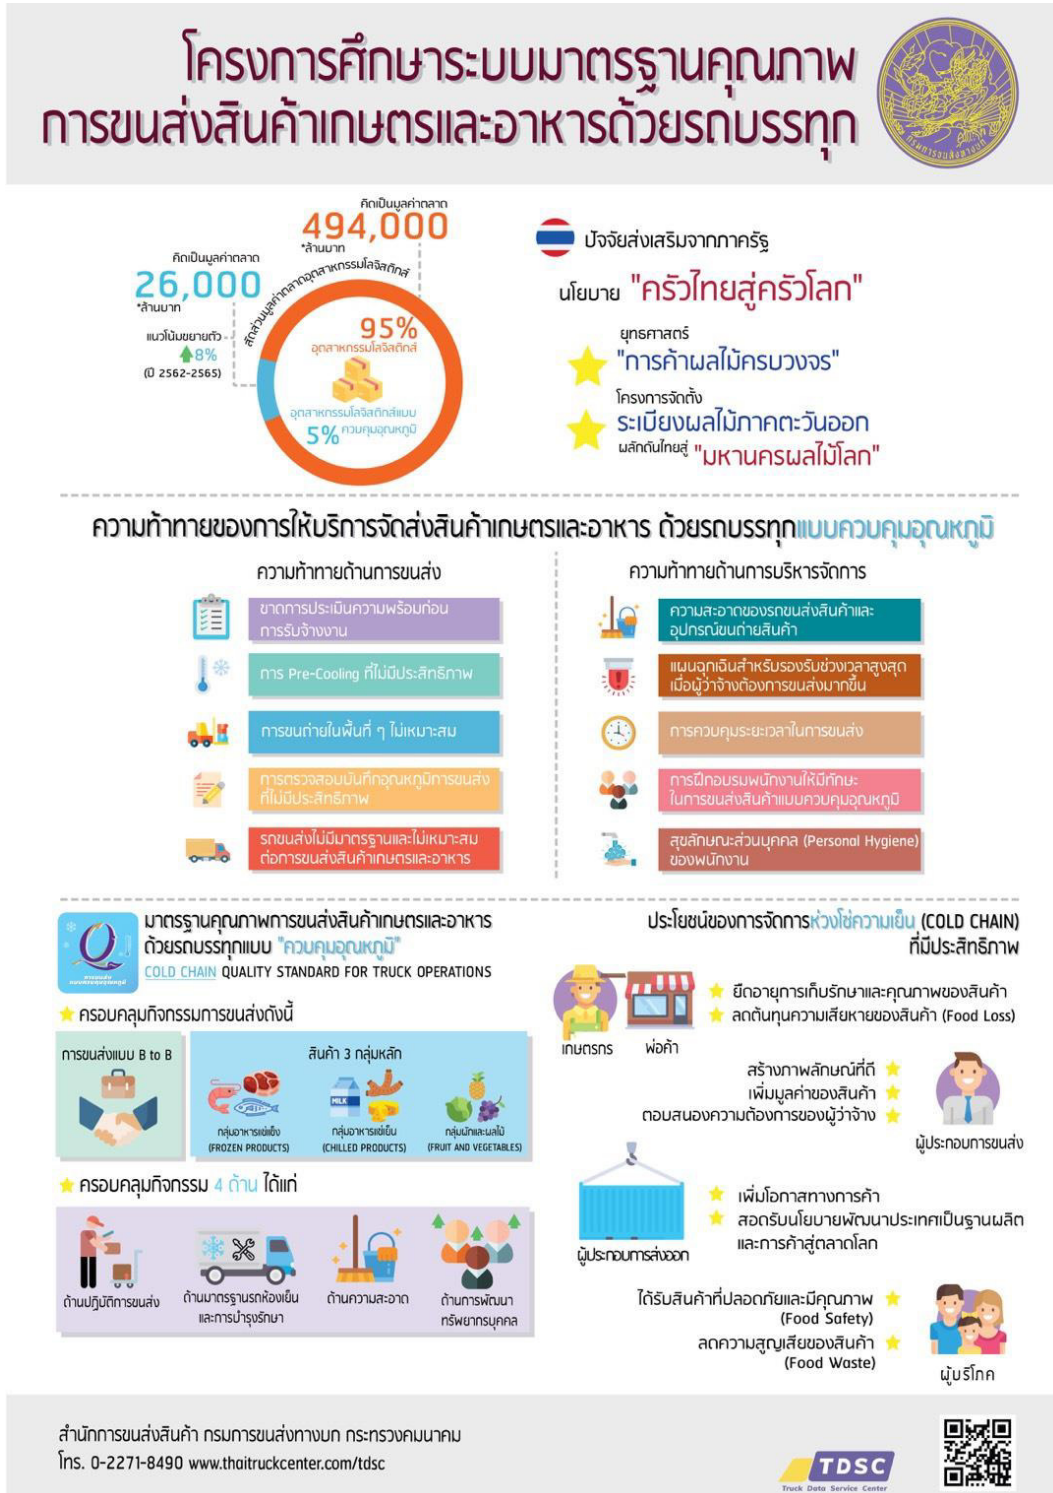 โครงการศึกษาระบบมาตรฐานคุณภาพ
การขนส่งสินค้าเกษตรและอาหารด้วยรถบรรทุก
กรมการขนส่งทางบก
คิดเป็นมูลค่าตลาด
494,000
*ล้านบาท
คิดเป็นมูลค่าตลาด
26,000
*ล้านบาท
แนวโน้มขยายตัว
8%
(ปี 2562-2565)
สัดส่วนมูลค่าตลาดอุตสาหกรรมโลจิสติกส์
95%
อุตสาหกรรมโลจิสติกส์
อุตสาหกรรมโลจิสติกส์แบบ
5% ควบคุมอุณหภูมิ
ปัจจัยส่งเสริมจากภาครัฐ
นโยบาย "ครัวไทยสู่ครัวโลก"
ยุทธศาสตร์
"การค้าผลไม้ครบวงจร"
โครงการจัดตั้ง
ระเบียงผลไม้ภาคตะวันออก
ผลักดันไทยสู่ "มหานครผลไม้โลก"
ความท้าทายของการให้บริการจัดส่งสินค้าเกษตรและอาหาร ด้วยรถบรรทุกแบบควบคุมอุณหภูมิ
ความท้าทายด้านการขนส่ง
ขาดการประเมินความพร้อมก่อน
การรับจ้างงาน
การ Pre-Cooling ที่ไม่มีประสิทธิภาพ
การขนถ่ายในพื้นที่ ๆ ไม่เหมาะสม
การตรวจสอบบันทึกอุณหภูมิการขนส่ง
ที่ไม่มีประสิทธิภาพ
รถขนส่งไม่มีมาตรฐานและไม่เหมาะสม
ต่อการขนส่งสินค้าเกษตรและอาหาร
ความท้าทายด้านการบริหารจัดการ
ความสะอาดของรถขนส่งสินค้าและ
อุปกรณ์ขนถ่ายสินค้า
แผนฉุกเฉินสำหรับรองรับช่วงเวลาสูงสุด
เมื่อผู้ว่าจ้างต้องการขนส่งมากขึ้น
การควบคุมระยะเวลาในการขนส่ง
การฝึกอบรมพนักงานให้มีทักษะ
ในการขนส่งสินค้าแบบควบคุมอุณหภูมิ
สุขลักษณะส่วนบุคคล (Personal Hygiene)
ของพนักงาน
Q
การขนส่ง
แบบควบคุมอุณหภูมิ
มาตรฐานคุณภาพการขนส่งสินค้าเกษตรและอาหาร
ด้วยรถบรรทุกแบบ "ควบคุมอุณหภูมิ"
COLD CHAIN QUALITY STANDARD FOR TRUCK OPERATIONS
ครอบคลุมกิจกรรมการขนส่งดังนี้
การขนส่งแบบ B to B
สินค้า 3 กลุ่มหลัก
MILK
กลุ่มอาหารแช่แข็ง
(FROZEN PRODUCTS)
กลุ่มอาหารแช่เย็น
(CHILLED PRODUCTS)
กลุ่มผักและผลไม้
(FRUIT AND VEGETABLES)
ครอบคลุมกิจกรรม 4 ด้าน ได้แก่
ด้านปฏิบัติการขนส่ง
ด้านมาตรฐานรถห้องเย็น
และการบำรุงรักษา
ด้านความสะอาด
ด้านการพัฒนา
ทรัพยากรบุคคล
ประโยชน์ของการจัดการห่วงโซ่ความเย็น (COLD CHAIN)
ที่มีประสิทธิภาพ
เกษตรกร
พ่อค้า
ยืดอายุการเก็บรักษาและคุณภาพของสินค้า
ลดต้นทุนความเสียหายของสินค้า (Food Loss)
สร้างภาพลักษณ์ที่ดี
เพิ่มมูลค่าของสินค้า
ตอบสนองความต้องการของผู้ว่าจ้าง
ผู้ประกอบการขนส่ง
ผู้ประกอบการส่งออก
เพิ่มโอกาสทางการค้า
สอดรับนโยบายพัฒนาประเทศเป็นฐานผลิต
และการค้าสู่ตลาดโลก
ได้รับสินค้าที่ปลอดภัยและมีคุณภาพ
(Food Safety)
ลดความสูญเสียของสินค้า
(Food Waste)
ผู้บริโภค
สำนักการขนส่งสินค้า กรมการขนส่งทางบก กระทรวงคมนาคม
โทร. 0-2271-8490 www.thaitruckcenter.com/tdsc
TDSC
Truck Data Service Center